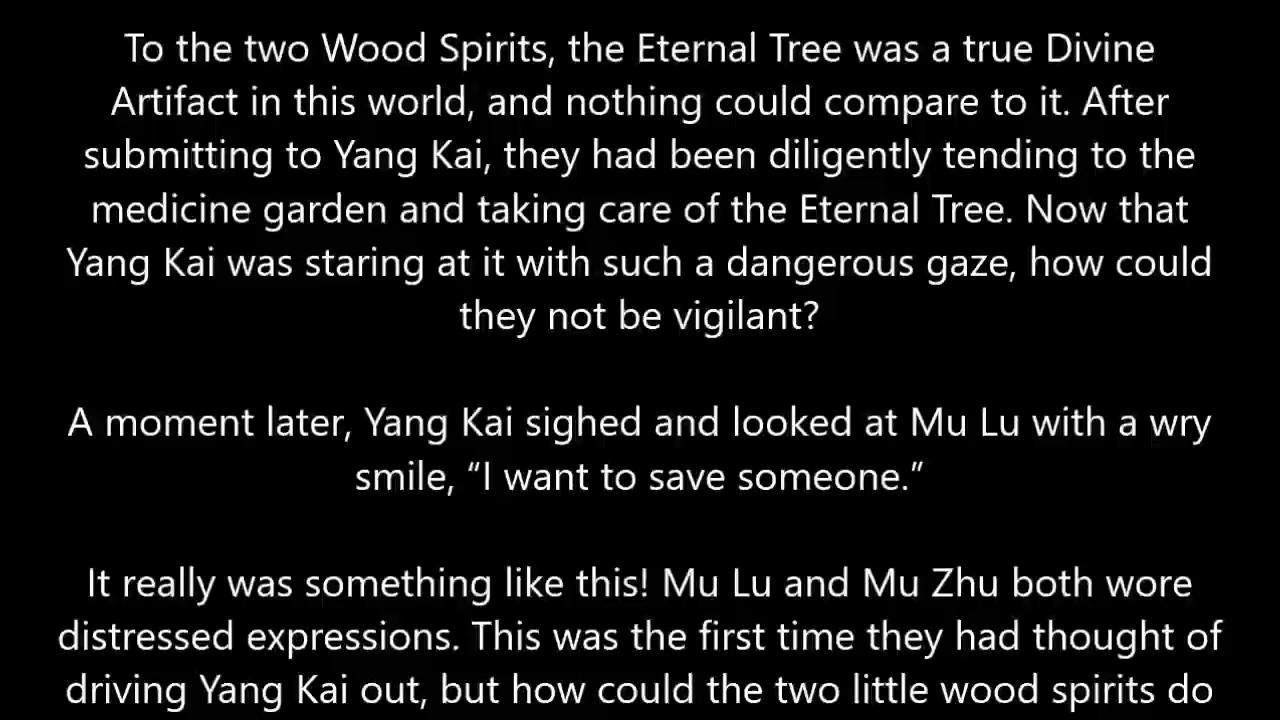 To the two Wood Spirits, the Eternal Tree was a true Divine
Artifact in this world, and nothing could compare to it. After
submitting to Yang Kai, they had been diligently tending to the
medicine garden and taking care of the Eternal Tree. Now that
Yang Kai was staring at it with such a dangerous gaze, how could
they not be vigilant?
A moment later, Yang Kai sighed and looked at Mu Lu with a wry
smile, “I want to save someone.”
It really was something like this! Mu Lu and Mu Zhu both wore
distressed expressions. This was the first time they had thought of
driving Yang Kai out, but how could the two little wood spirits do